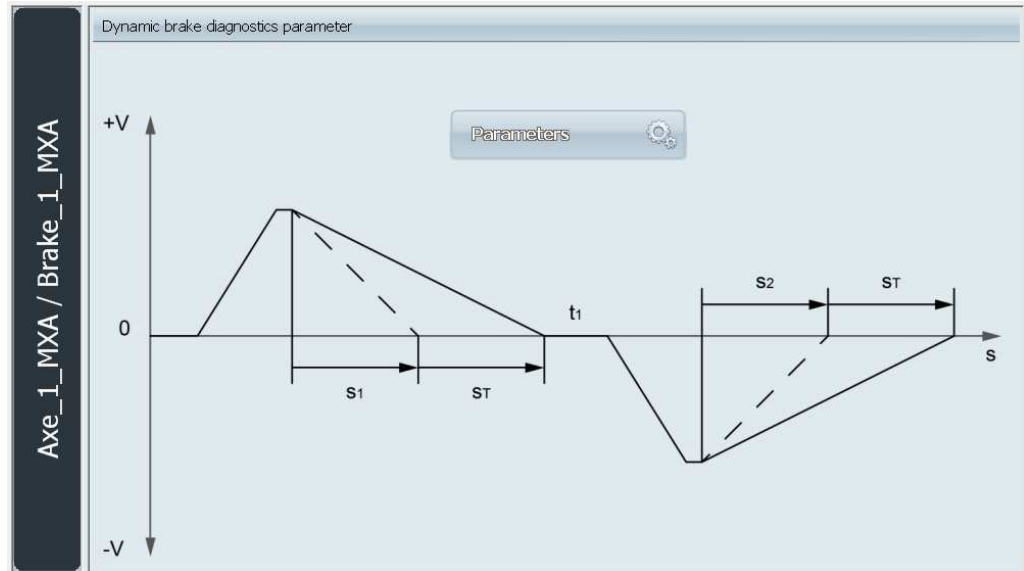 Dynamic brake diagnostics parameter
Axe_1_MXA / Brake_1_MXA
+V
Parameters
s2
sT
0
t1
s
s1
sT
-V